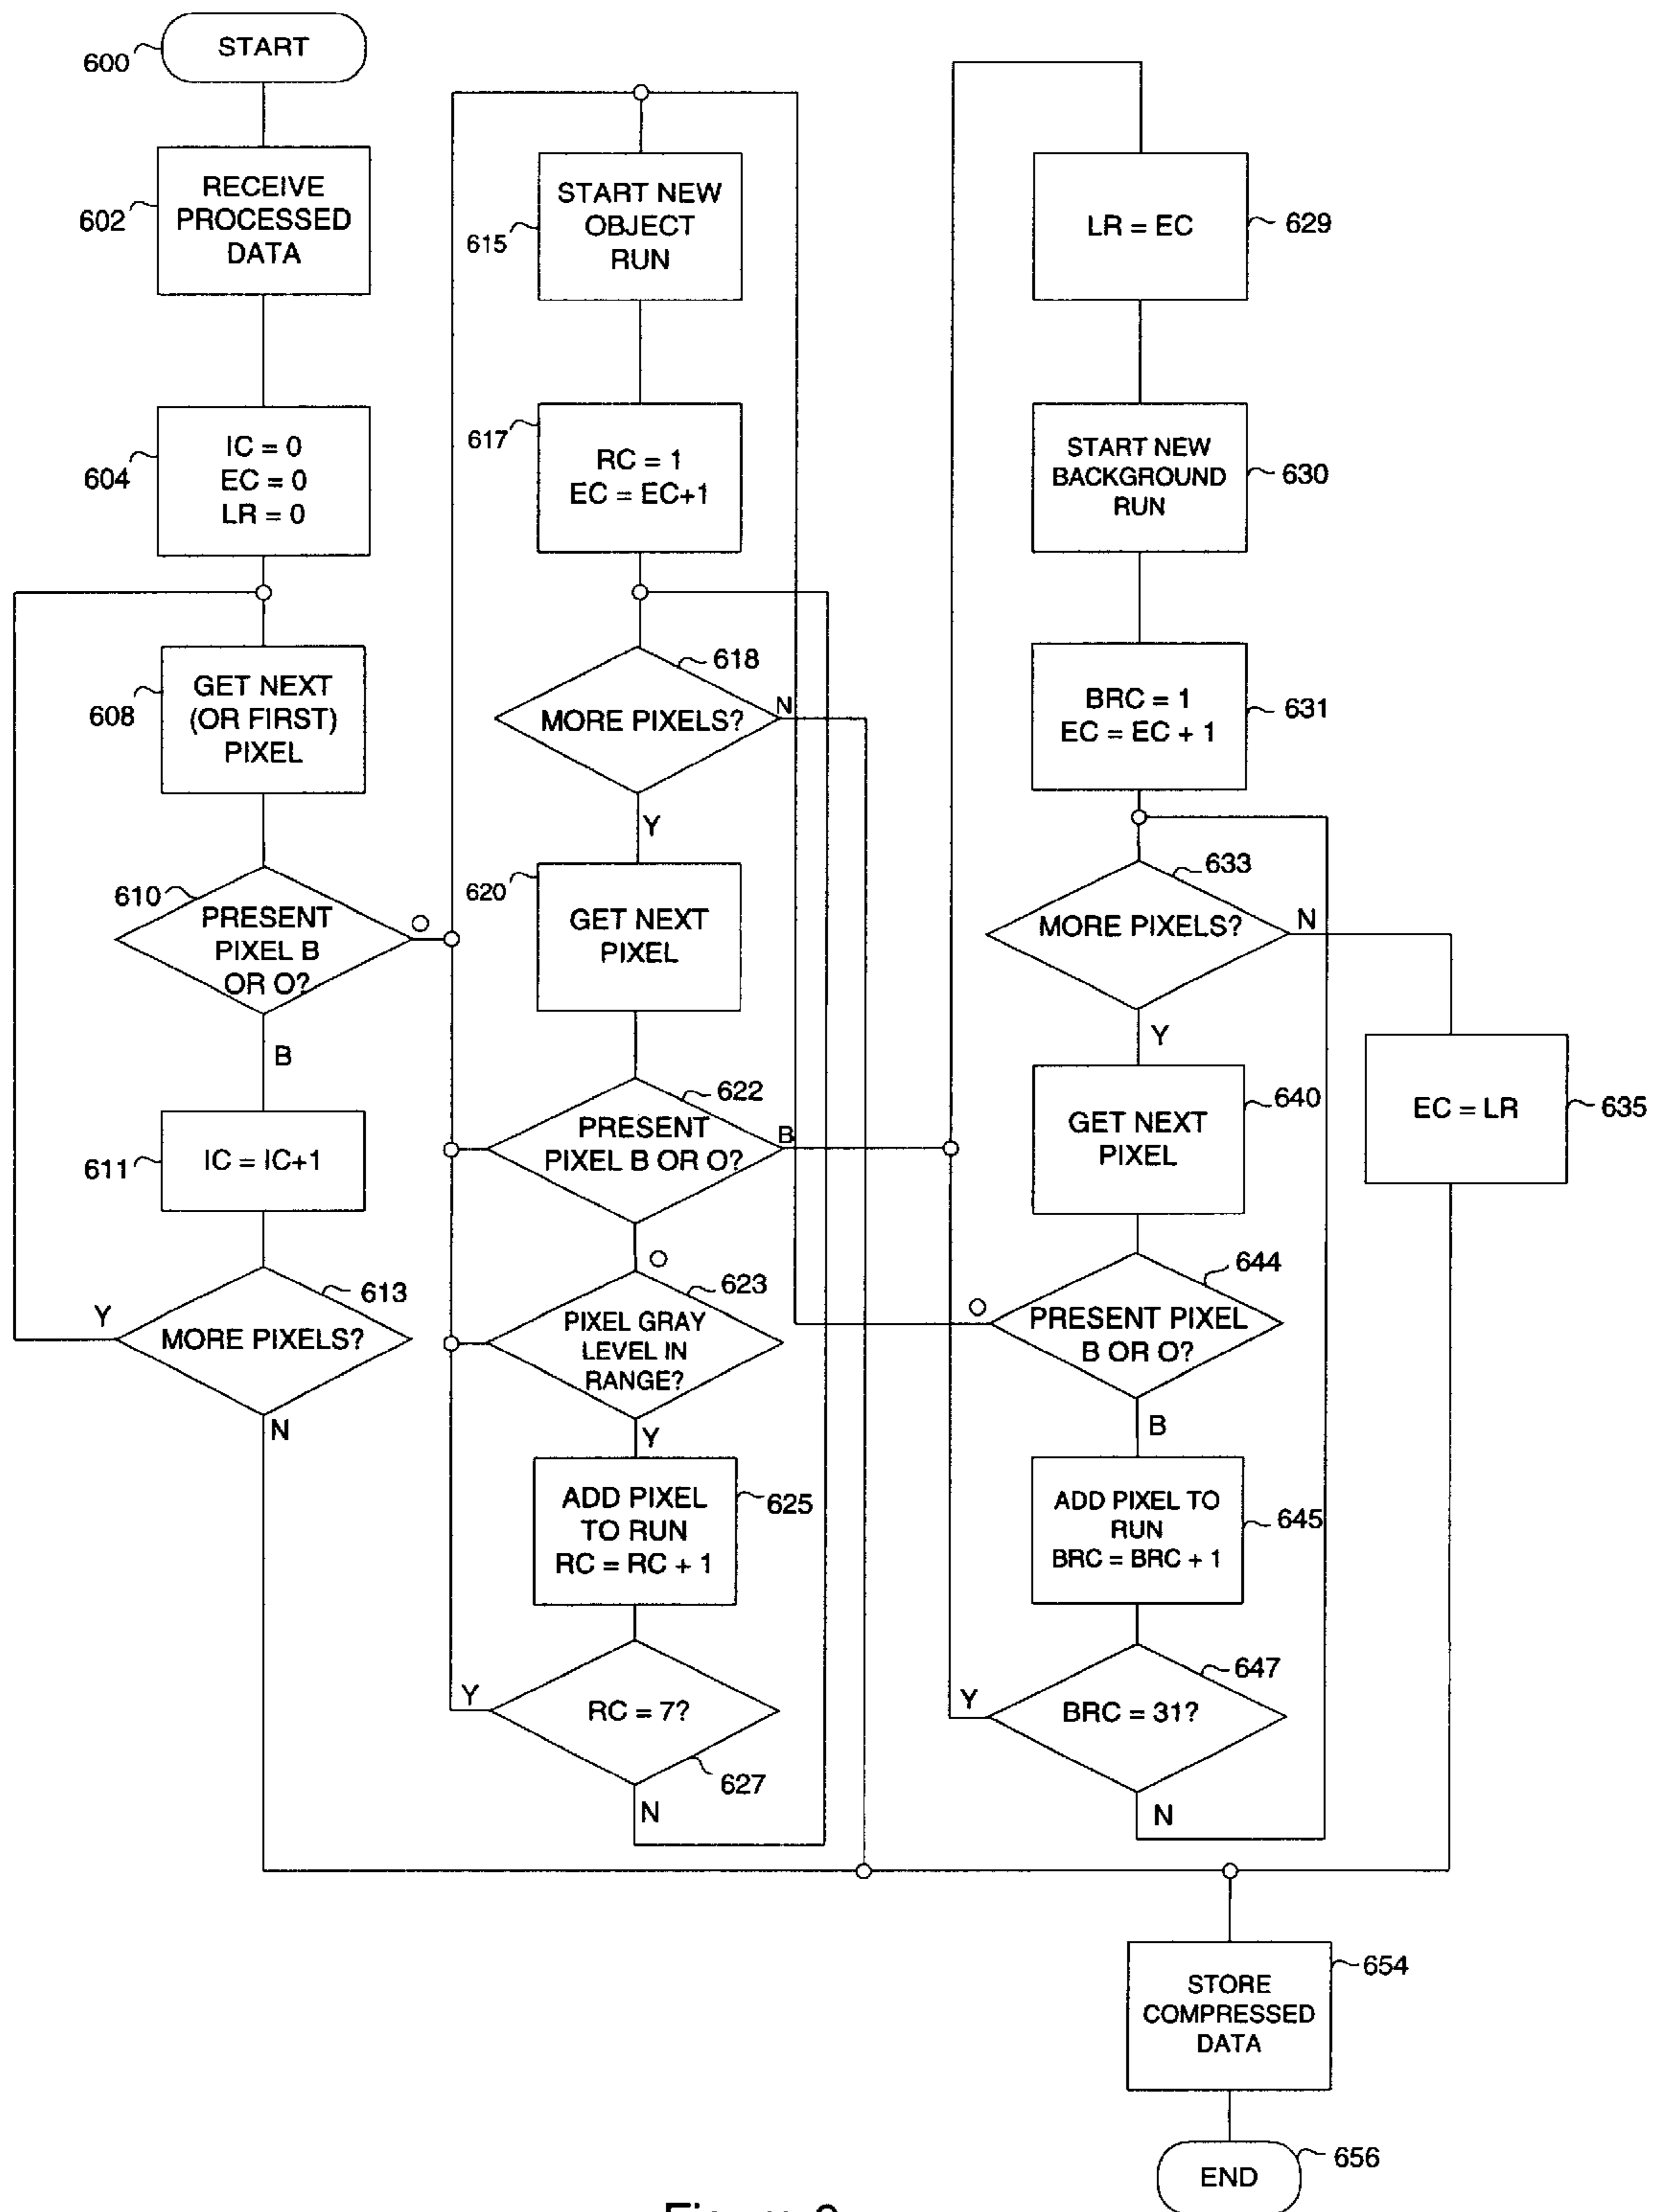 START
600
RECEIVE
PROCESSED
DATA
602
IC = 0
EC = 0
LR = 0
604
GET NEXT
(OR FIRST)
PIXEL
608
610
PRESENT
PIXEL B
OR O?
O
B
IC = IC+1
611
613
MORE PIXELS?
Y
N
START NEW
OBJECT
RUN
615
617
RC = 1
EC = EC+1
618
MORE PIXELS?
N
Y
620
GET NEXT
PIXEL
622
PRESENT
PIXEL B OR O?
B
O
623
PIXEL GRAY
LEVEL IN
RANGE?
Y
ADD PIXEL
TO RUN
RC = RC + 1
625
RC = 7?
Y
627
N
LR = EC
629
START NEW
BACKGROUND
RUN
630
BRC = 1
EC = EC + 1
631
633
MORE PIXELS?
N
Y
GET NEXT
PIXEL
640
EC = LR
635
644
O
PRESENT PIXEL
B OR O?
B
ADD PIXEL TO
RUN
BRC = BRC + 1
645
647
BRC = 31?
Y
N
STORE
COMPRESSED
DATA
654
END
656